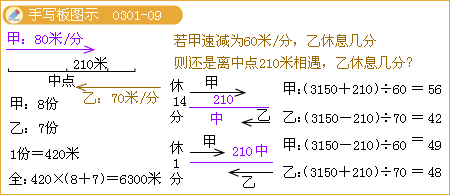 手写板图示 0301-09
甲：80米/分
210米
中点
乙：70米/分
甲：8份
乙：7份
1份＝420米
全：420×(8＋7)＝6300米
若甲速减为60米/分，乙休息几分
则还是离中点210米相遇，乙休息几分？
休14分
甲
210
中
乙
甲：(3150＋210)÷60 ＝ 56
乙：(3150－210)÷70 ＝ 42
休1分
甲
210 中
乙
甲：(3150－210)÷60 ＝ 49
乙：(3150＋210)÷70 ＝ 48